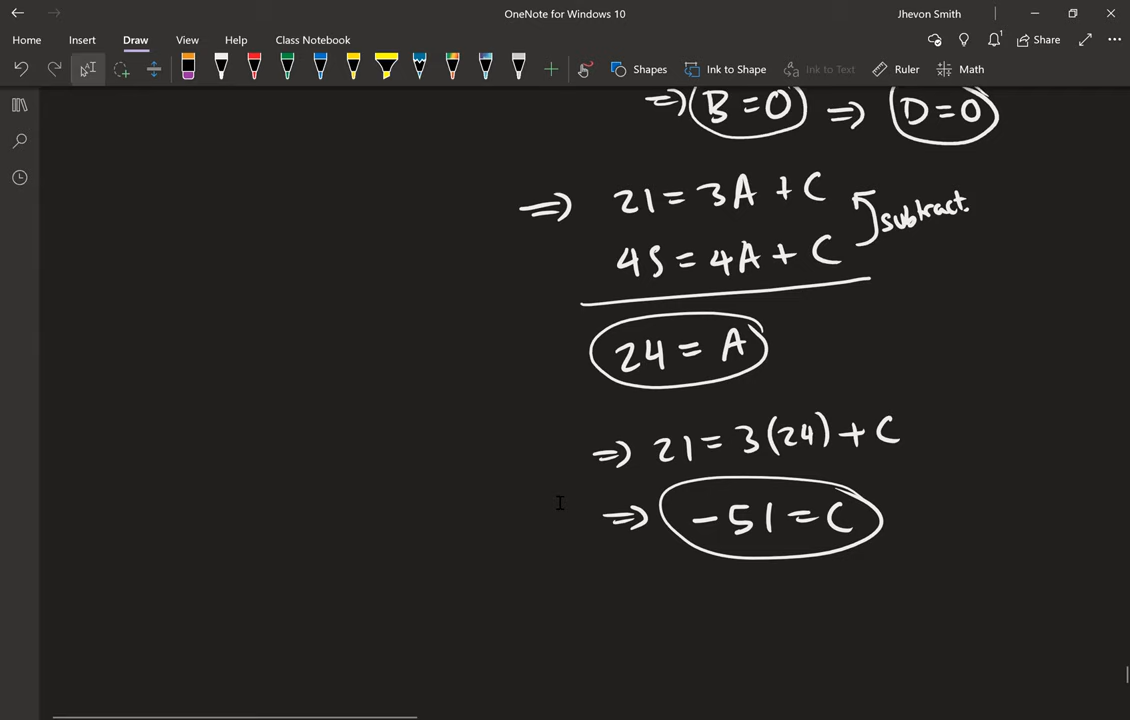 OneNote for Windows 10
Jhevon Smith
Home Insert Draw View Help Class Notebook
1 Share
Shapes Ink to Shape Ink to Text Ruler Math
⇒ B = 0 ⇒ D = 0
⇒ 21 = 3A + C
subtract.
45 = 4A + C
24 = A
⇒ 21 = 3(24) + C
⇒ -51 = C